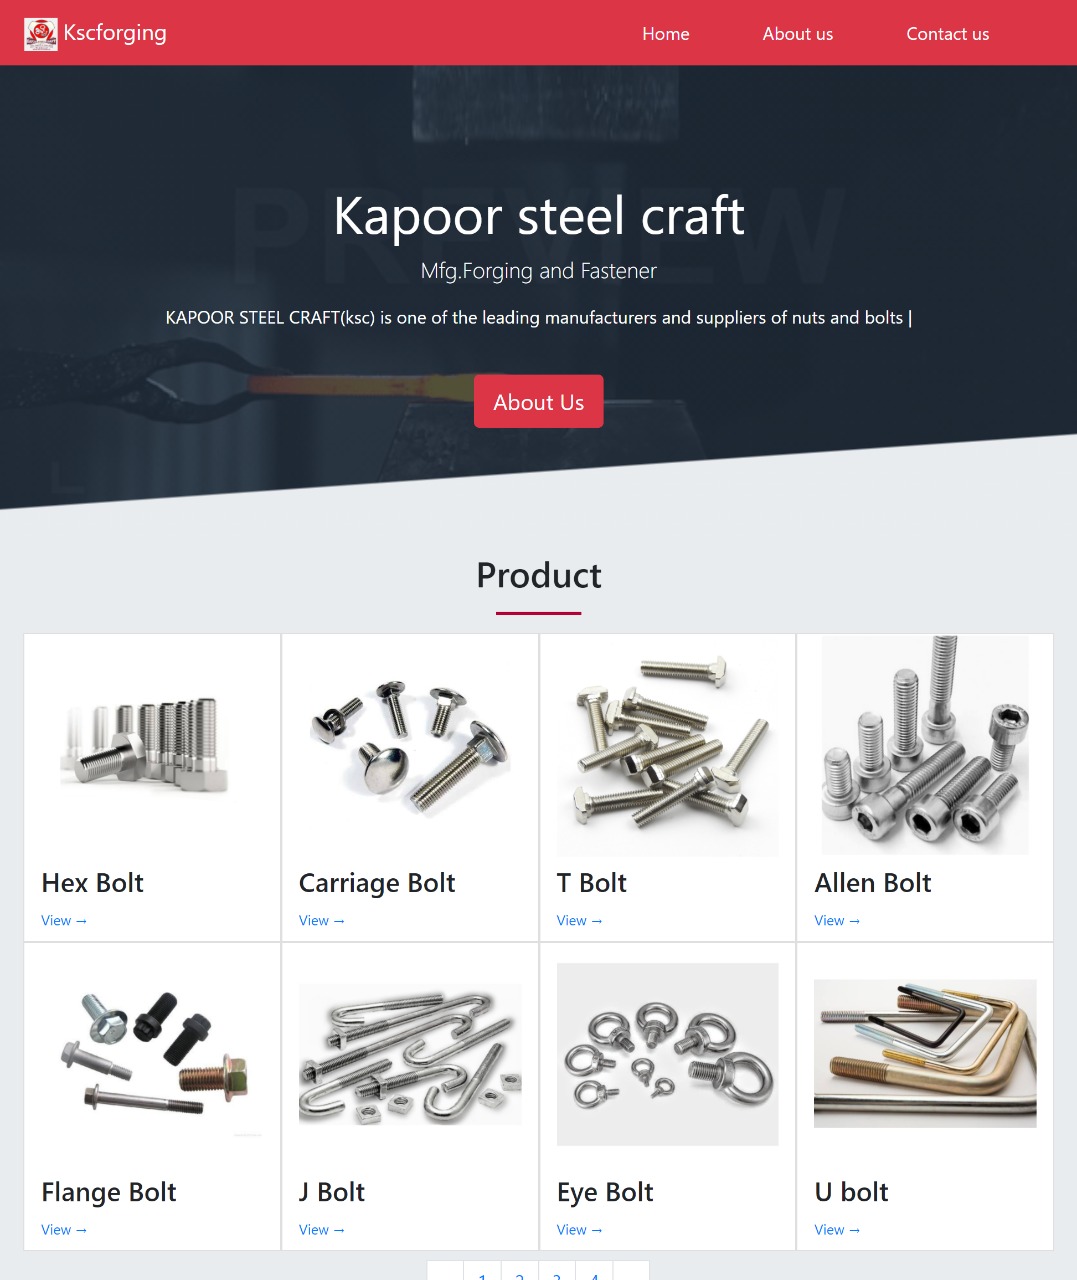 Kscforging
Home
About us
Contact us
PREVIEW
Kapoor steel craft
Mfg.Forging and Fastener
KAPOOR STEEL CRAFT(ksc) is one of the leading manufacturers and suppliers of nuts and bolts |
About Us
Product
Hex Bolt
Carriage Bolt
T Bolt
Allen Bolt
View →
View →
View →
View →
Flange Bolt
J Bolt
Eye Bolt
U bolt
View →
View →
View →
View →
1 2 3 4